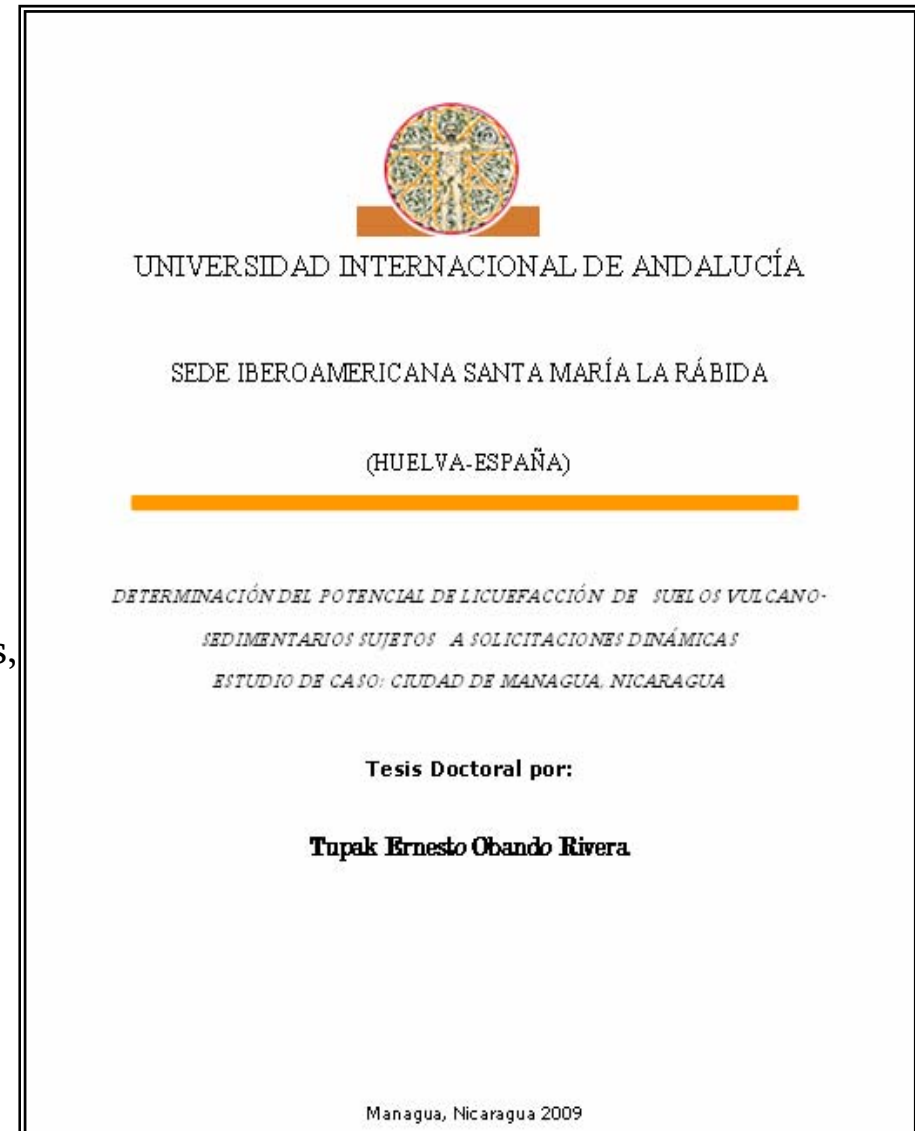 UNIVERSIDAD INTERNACIONAL DE ANDALUCÍA
SEDE IBEROAMERICANA SANTA MARÍA LA RÁBIDA
(HUELVA-ESPAÑA)
DETERMINACIÓN DEL POTENCIAL DE LICUEFACCIÓN DE SUELOS VULCANO-
SEDIMENTARIOS SUJETOS A SOLICITACIONES DINÁMICAS
ESTUDIO DE CASO: CIUDAD DE MANAGUA, NICARAGUA
s,
Tesis Doctoral por:
Tupak Ernesto Obando Rivera
Managua, Nicaragua 2009